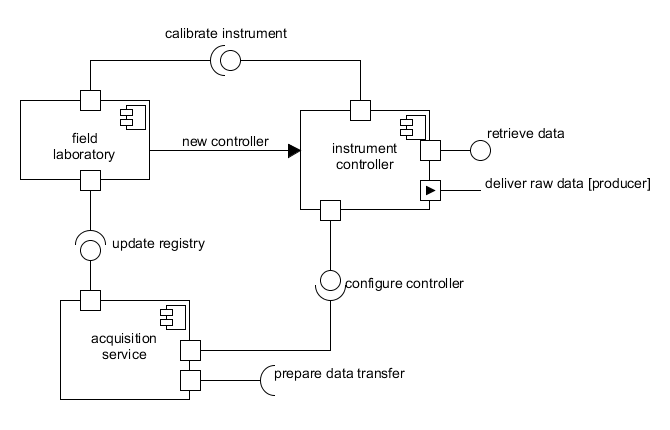 calibrate instrument
field
laboratory
new controller
instrument
controller
retrieve data
deliver raw data [producer]
update registry
configure controller
acquisition
service
prepare data transfer